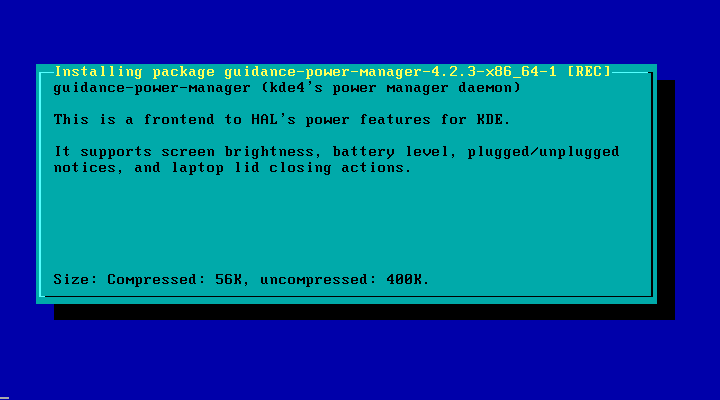 Installing package guidance-power-manager-4.2.3-x86_64-1 [REC]
guidance-power-manager (kde4's power manager daemon)
This is a frontend to HAL's power features for KDE.
It supports screen brightness, battery level, plugged/unplugged
notices, and laptop lid closing actions.
Size: Compressed: 56K, uncompressed: 400K.